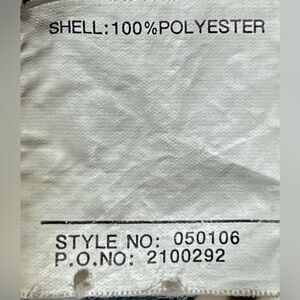 SHELL:100%POLYESTER
STYLE NO: 050106
P.O.NO: 2100292